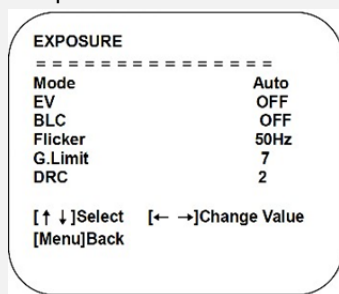 EXPOSURE
= = = = = = = = = = = = = = =
Mode Auto
EV OFF
BLC OFF
Flicker 50Hz
G.Limit 7
DRC 2
[↑ ↓]Select [← →]Change Value
[Menu]Back